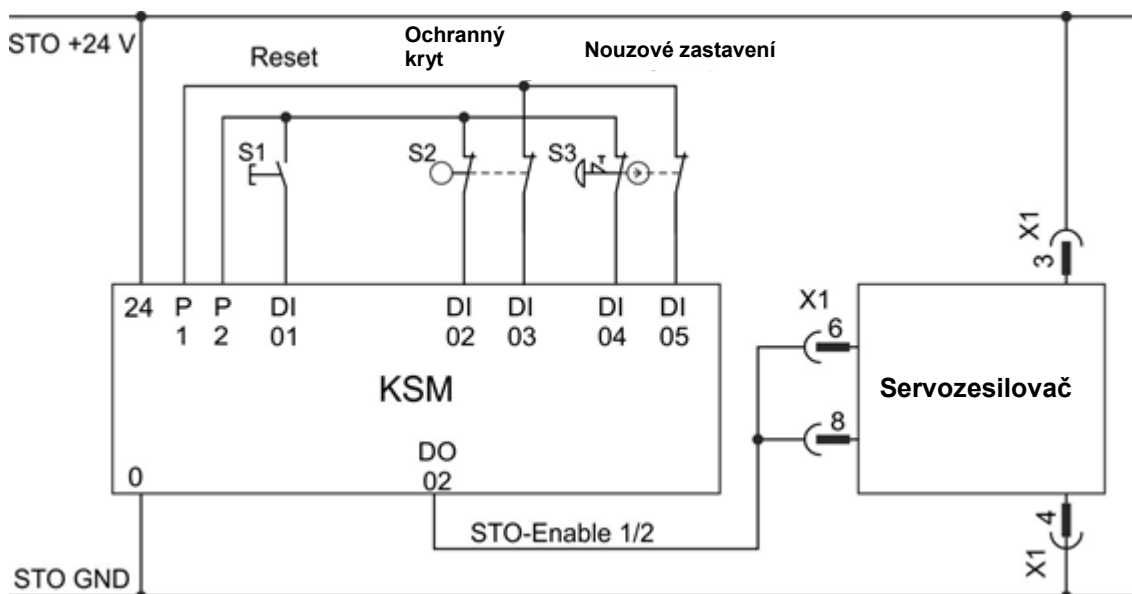 STO +24 V
Reset
Ochranný
kryt
Nouzové zastavení
S1
S2
S3
X1
3
24 P P DI DI DI DI DI
1 2 01 02 03 04 05
X1
6
KSM
Servozesilovač
8
DO
0 02
4
STO-Enable 1/2
X1
STO GND